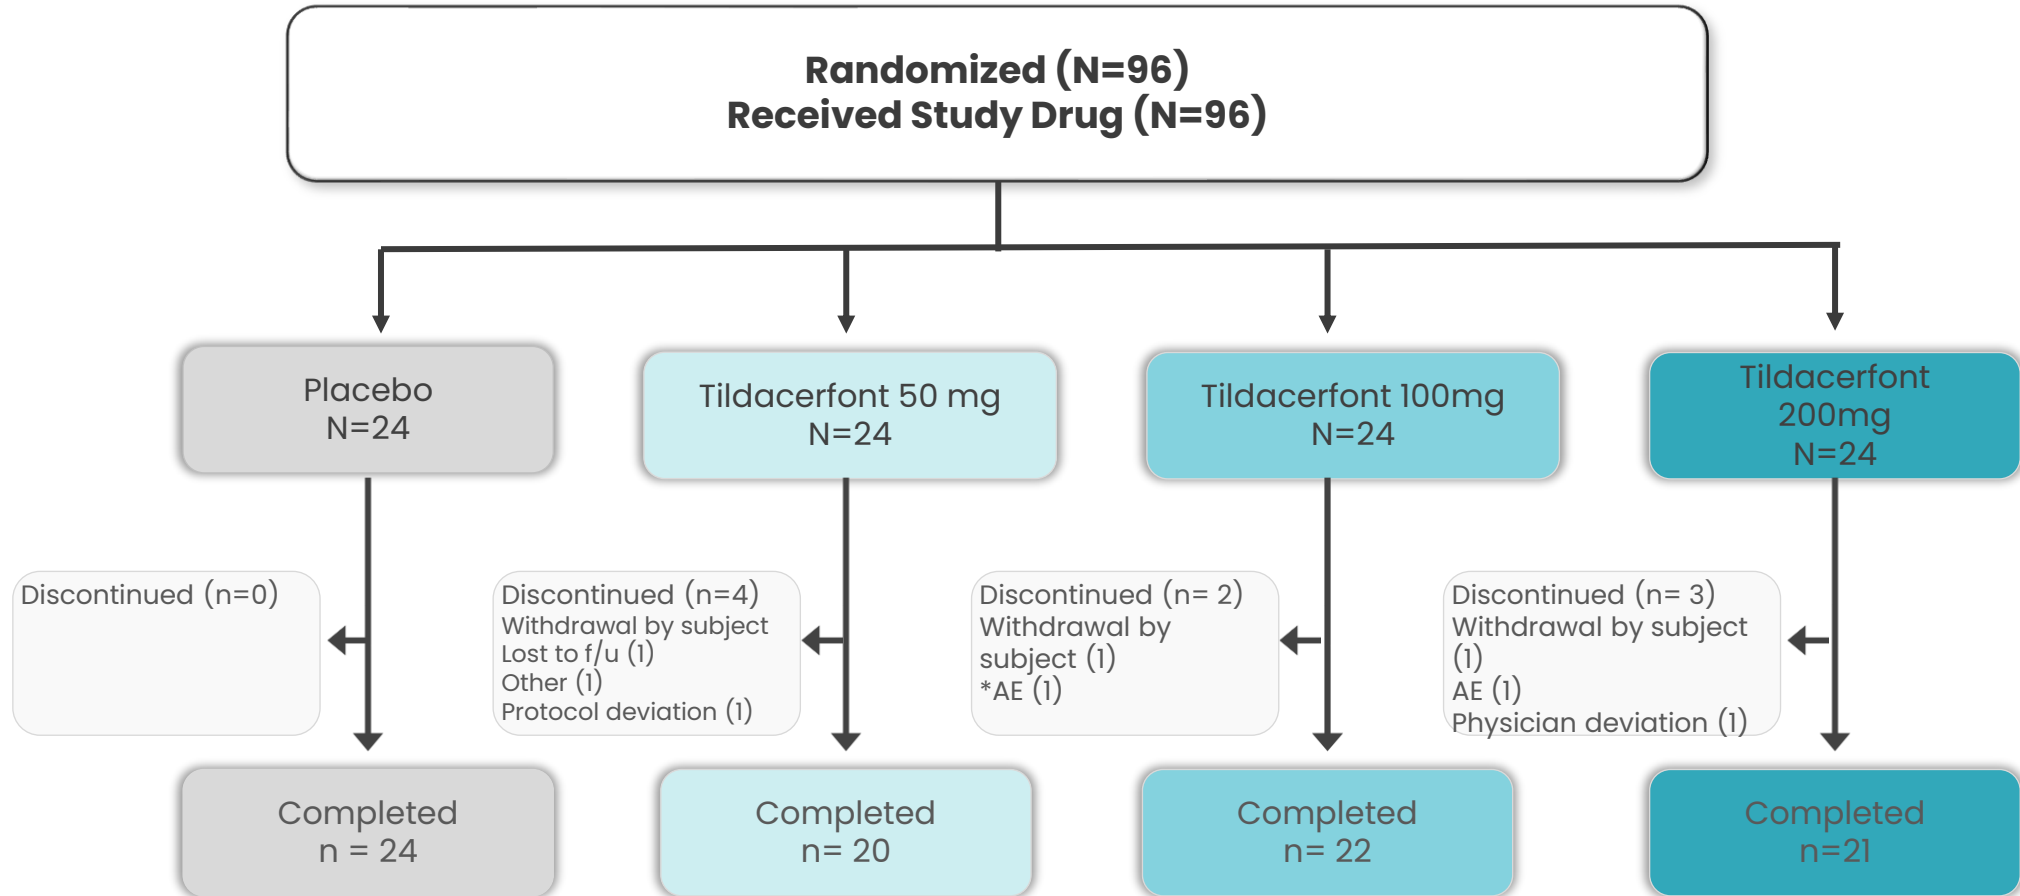 Randomized (N=96)
Received Study Drug (N=96)
Placebo
N=24
Tildacerfont 50 mg
N=24
Tildacerfont 100mg
N=24
Tildacerfont
200mg
N=24
Discontinued (n=0)
Discontinued (n=4)
Withdrawal by subject
Lost to f/u (1)
Other (1)
Protocol deviation (1)
Discontinued (n= 2)
Withdrawal by
subject (1)
*AE (1)
Discontinued (n= 3)
Withdrawal by subject
(1)
AE (1)
Physician deviation (1)
Completed
n = 24
Completed
n= 20
Completed
n= 22
Completed
n=21